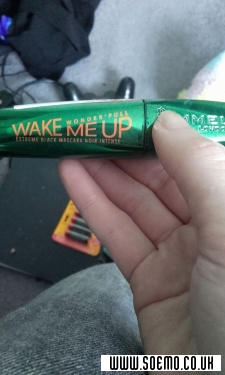 WONDER'FULL
WAKE ME UP
EXTREME BLACK MASCARA NOIR INTENSE
WWW.SOEMO.CO.UK